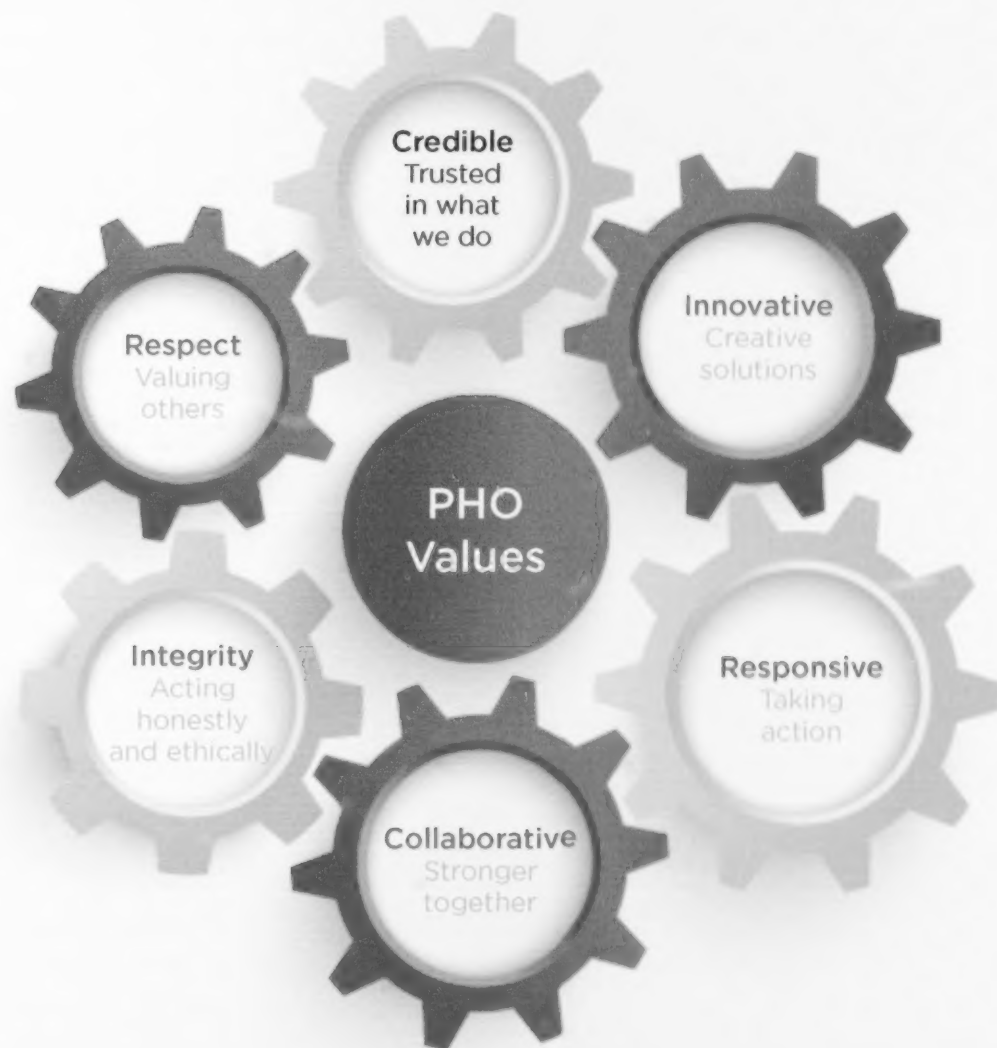 Credible
Trusted
in what
we do
Innovative
Creative
solutions
Respect
Valuing
others
PHO
Values
Integrity
Acting
honestly
and ethically
Responsive
Taking
action
Collaborative
Stronger
together